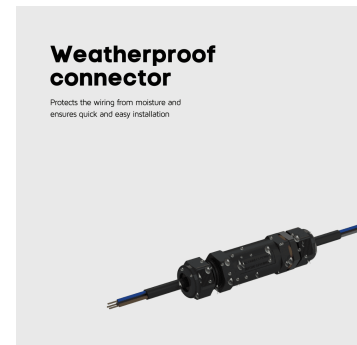 Weatherproof
connector
Protects the wiring from moisture and
ensures quick and easy installation